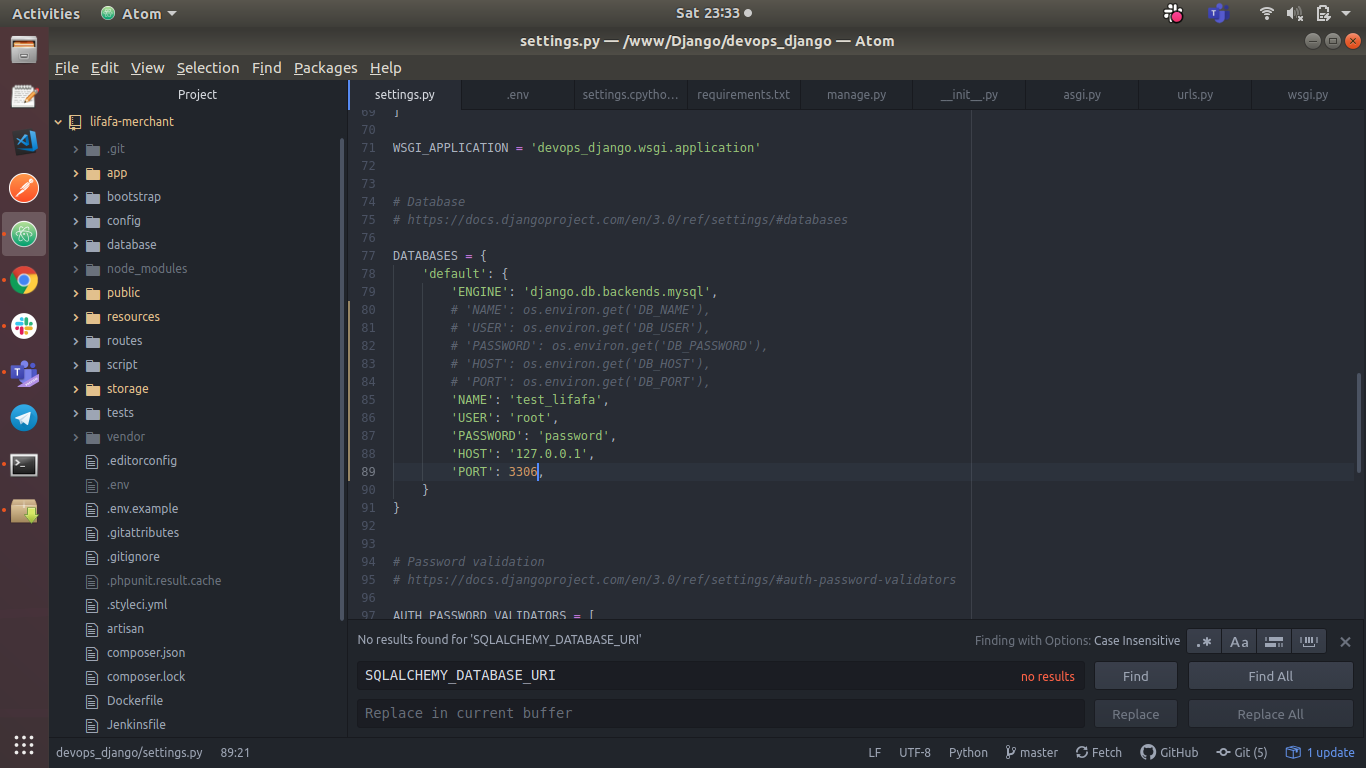 Activities
Atom
Sat 23:33
settings.py — /www/Django/devops_django — Atom
File Edit View Selection Find Packages Help
Project
lifafa-merchant
.git
app
bootstrap
config
database
node_modules
public
resources
routes
script
storage
tests
vendor
.editorconfig
.env
.env.example
.gitattributes
.gitignore
.phpunit.result.cache
.styleci.yml
artisan
composer.json
composer.lock
Dockerfile
Jenkinsfile
settings.py .env settings.cpytho... requirements.txt manage.py __init__.py asgi.py urls.py wsgi.py
69 ]
70
71 WSGI_APPLICATION = 'devops_django.wsgi.application'
72
73
74 # Database
75 # https://docs.djangoproject.com/en/3.0/ref/settings/#databases
76
77 DATABASES = {
78 'default': {
79 'ENGINE': 'django.db.backends.mysql',
80 # 'NAME': os.environ.get('DB_NAME'),
81 # 'USER': os.environ.get('DB_USER'),
82 # 'PASSWORD': os.environ.get('DB_PASSWORD'),
83 # 'HOST': os.environ.get('DB_HOST'),
84 # 'PORT': os.environ.get('DB_PORT'),
85 'NAME': 'test_lifafa',
86 'USER': 'root',
87 'PASSWORD': 'password',
88 'HOST': '127.0.0.1',
89 'PORT': 3306,
90 }
91 }
92
93
94 # Password validation
95 # https://docs.djangoproject.com/en/3.0/ref/settings/#auth-password-validators
96
97 AUTH_PASSWORD_VALIDATORS = [
No results found for 'SQLALCHEMY_DATABASE_URI'
Finding with Options: Case Insensitive
.* Aa
SQLALCHEMY_DATABASE_URI no results Find Find All
Replace in current buffer Replace Replace All
devops_django/settings.py 89:21 LF UTF-8 Python master Fetch GitHub Git (5) 1 update